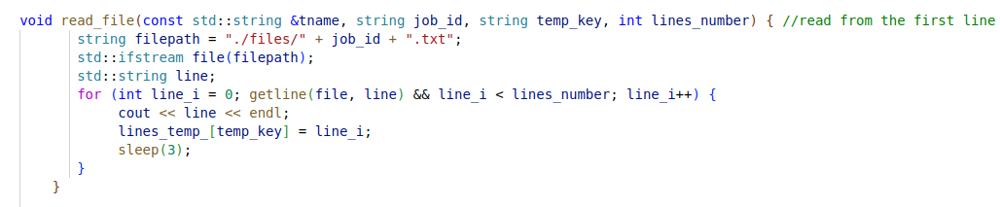 void read_file(const std::string &tname, string job_id, string temp_key, int lines_number) { //read from the first line
string filepath = "./files/" + job_id + ".txt";
std::ifstream file(filepath);
std::string line;
for (int line_i = 0; getline(file, line) && line_i < lines_number; line_i++) {
cout << line << endl;
lines_temp_[temp_key] = line_i;
sleep(3);
}
}